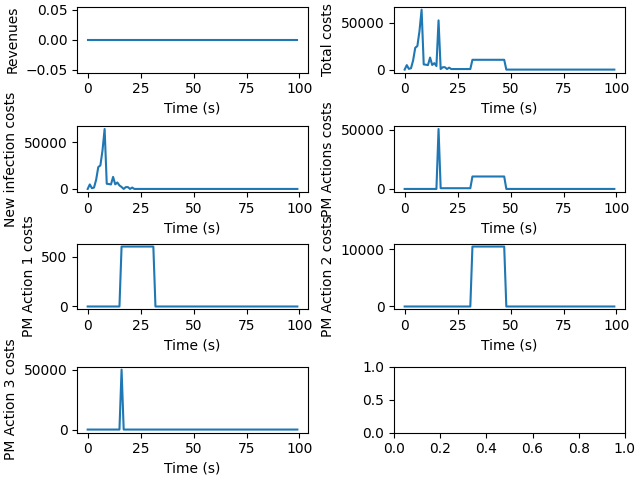 Revenues
0.05
0.00
−0.05
0 25 50 75 100
Time (s)
Total costs
50000
0
0 25 50 75 100
Time (s)
New infection costs
50000
0
0 25 50 75 100
Time (s)
PM Actions costs
50000
0
0 25 50 75 100
Time (s)
PM Action 1 costs
500
0
0 25 50 75 100
Time (s)
PM Action 2 costs
10000
0
0 25 50 75 100
Time (s)
PM Action 3 costs
50000
0
0 25 50 75 100
Time (s)
1.0
0.5
0.0
0.0 0.2 0.4 0.6 0.8 1.0